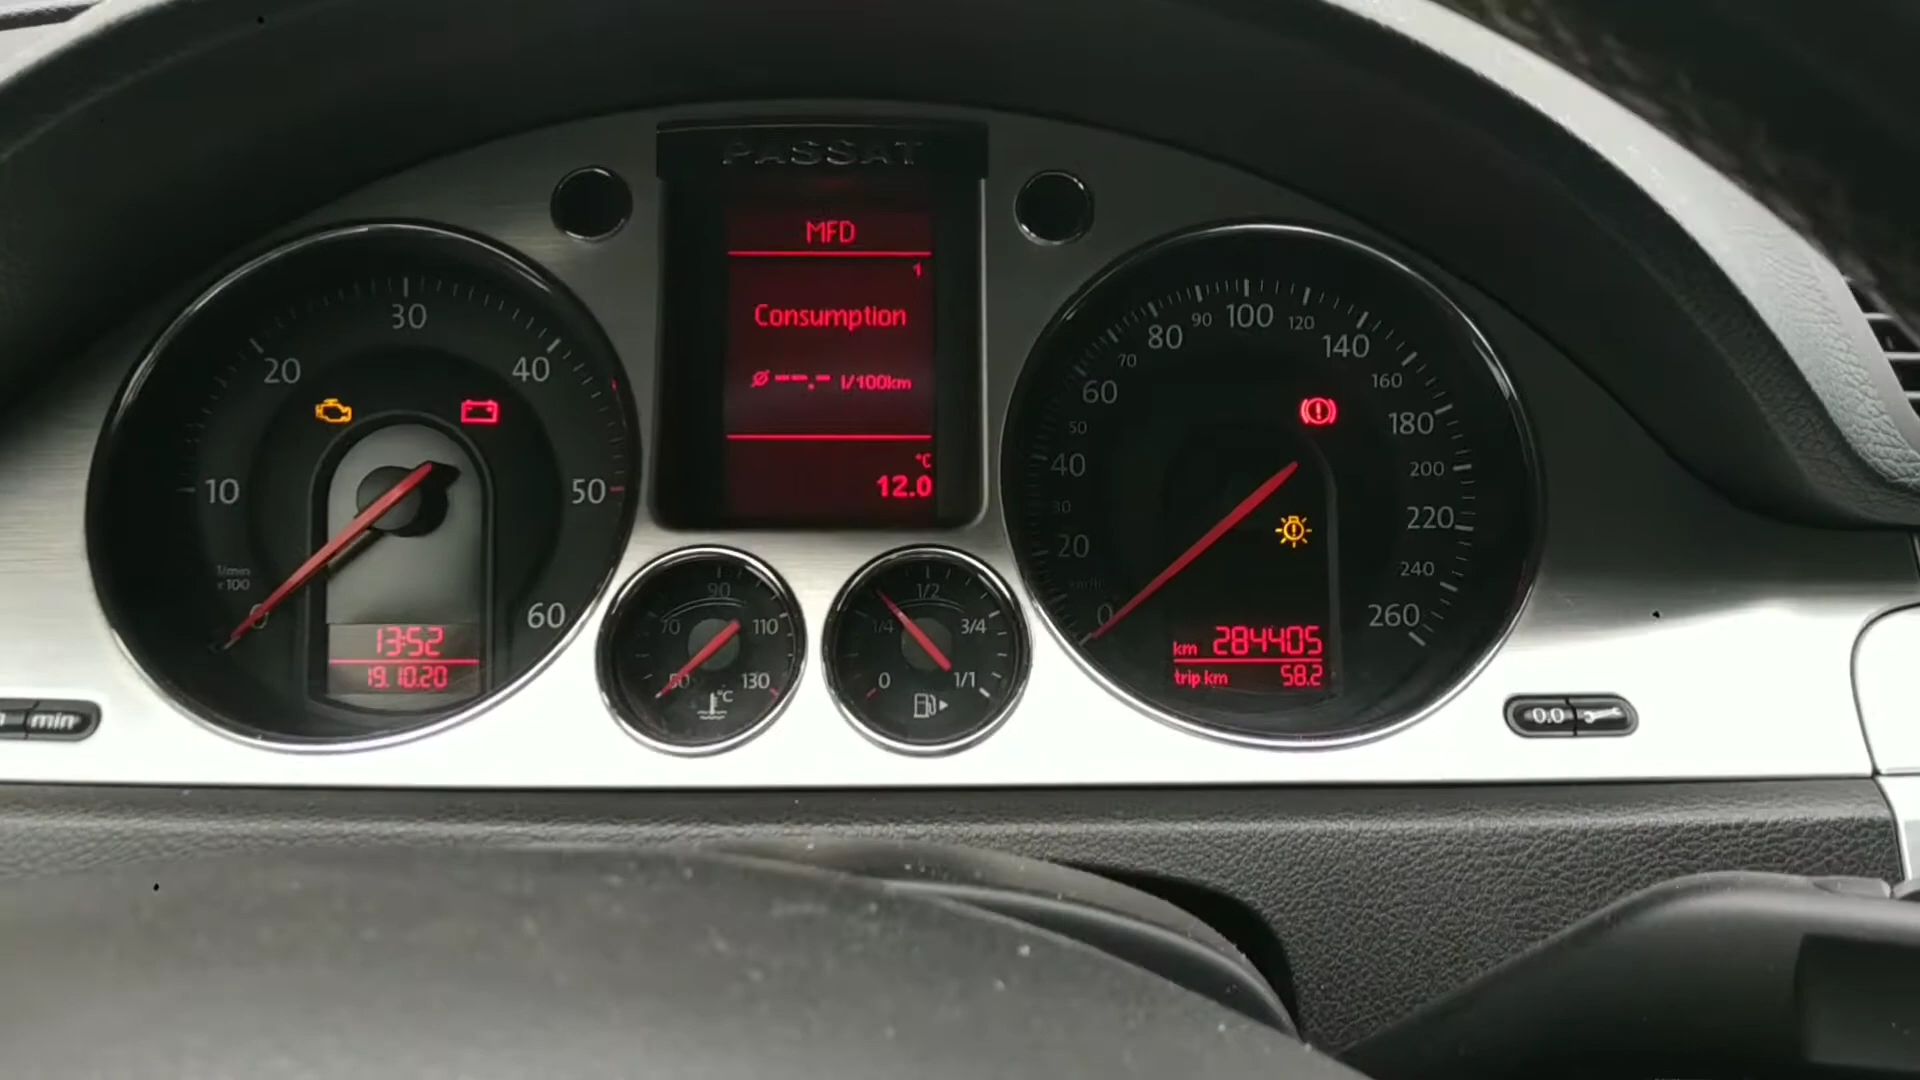 PASSAT
MFD
1
Consumption
Ø --.- l/100km
°C
12.0
0 10 20 30 40 50 60
1/min
x100
13:52
19.10.20
50 70 90 110 130
°C
0 1/4 1/2 3/4 1/1
0 20 30 40 50 60 70 80 90 100 120 140 160 180 200 220 240 260
km/h
km 284405
trip km 58.2
min
0.0